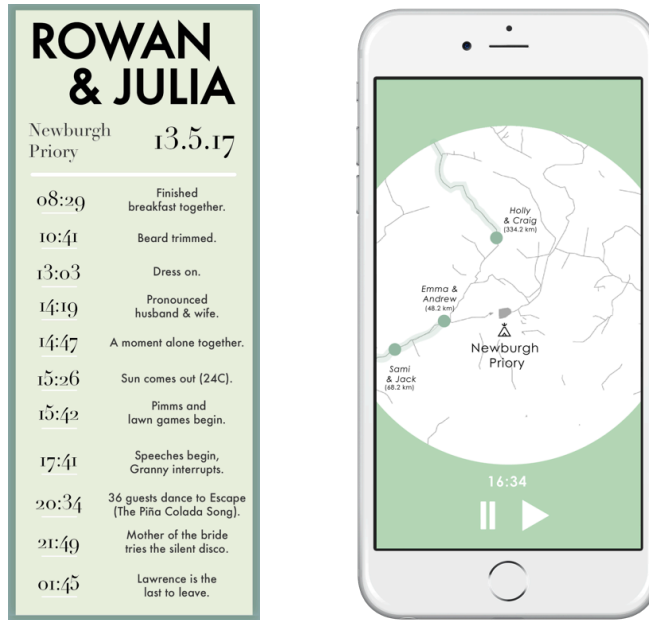 ROWAN
& JULIA
Newburgh
Priory
13.5.17
08:29
Finished
breakfast together.
10:41
Beard trimmed.
13:03
Dress on.
14:19
Pronounced
husband & wife.
14:47
A moment alone together.
15:26
Sun comes out (24C).
15:42
Pimms and
lawn games begin.
17:41
Speeches begin,
Granny interrupts.
20:34
36 guests dance to Escape
(The Piña Colada Song).
21:49
Mother of the bride
tries the silent disco.
01:45
Lawrence is the
last to leave.
Holly
& Craig
(334.2 km)
Emma &
Andrew
(48.2 km)
Newburgh
Priory
Sami
& Jack
(68.2 km)
16:34